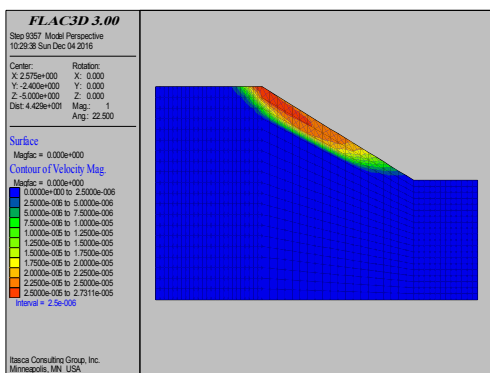 FLAC3D 3.00
Step 9357 Model Perspective
10:29:38 Sun Dec 04 2016
Center: Rotation:
X: 2.575e+000 X: 0.000
Y: -2.400e+000 Y: 0.000
Z: -5.000e+000 Z: 0.000
Dist: 4.429e+001 Mag.: 1
Ang.: 22.500
Surface
Magfac = 0.000e+000
Contour of Velocity Mag.
Magfac = 0.000e+000
0.0000e+000 to 2.5000e-006
2.5000e-006 to 5.0000e-006
5.0000e-006 to 7.5000e-006
7.5000e-006 to 1.0000e-005
1.0000e-005 to 1.2500e-005
1.2500e-005 to 1.5000e-005
1.5000e-005 to 1.7500e-005
1.7500e-005 to 2.0000e-005
2.0000e-005 to 2.2500e-005
2.2500e-005 to 2.5000e-005
2.5000e-005 to 2.7311e-005
Interval = 2.5e-006
Itasca Consulting Group, Inc.
Minneapolis, MN USA